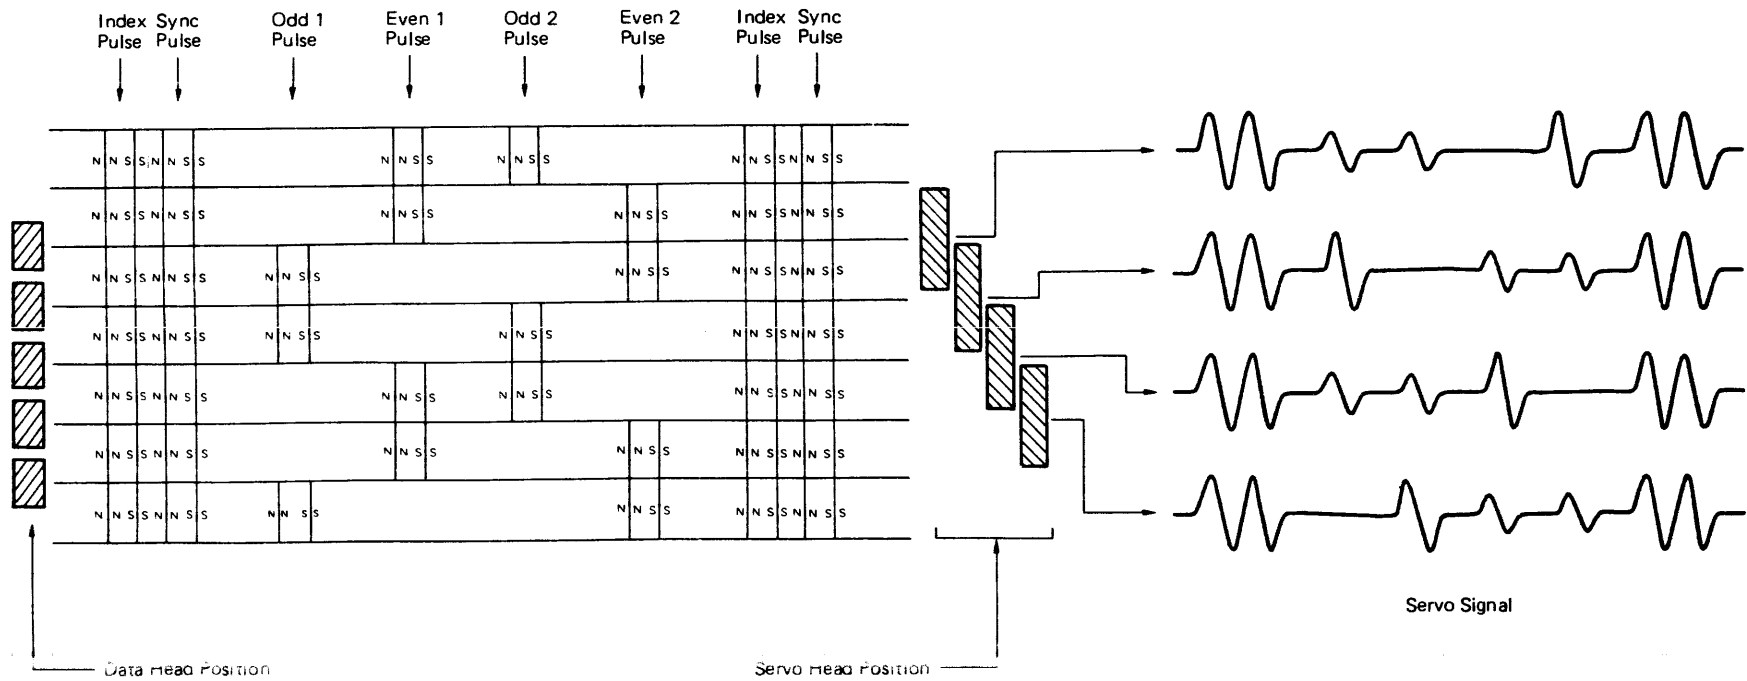 Index Sync Odd 1 Even 1 Odd 2 Even 2 Index Sync
Pulse Pulse Pulse Pulse Pulse Pulse Pulse Pulse
N N S S N N S S N N S S N N S S N N S S N N S S
N N S S N N S S N N S S N N S S N N S S N N S S
N N S S N N S S N N S S N N S S N N S S N N S S
N N S S N N S S N N S S N N S S N N S S N N S S
N N S S N N S S N N S S N N S S N N S S N N S S
N N S S N N S S N N S S N N S S N N S S N N S S
N N S S N N S S N N S S N N S S N N S S N N S S
Servo Signal
Data Head Position
Servo Head Position